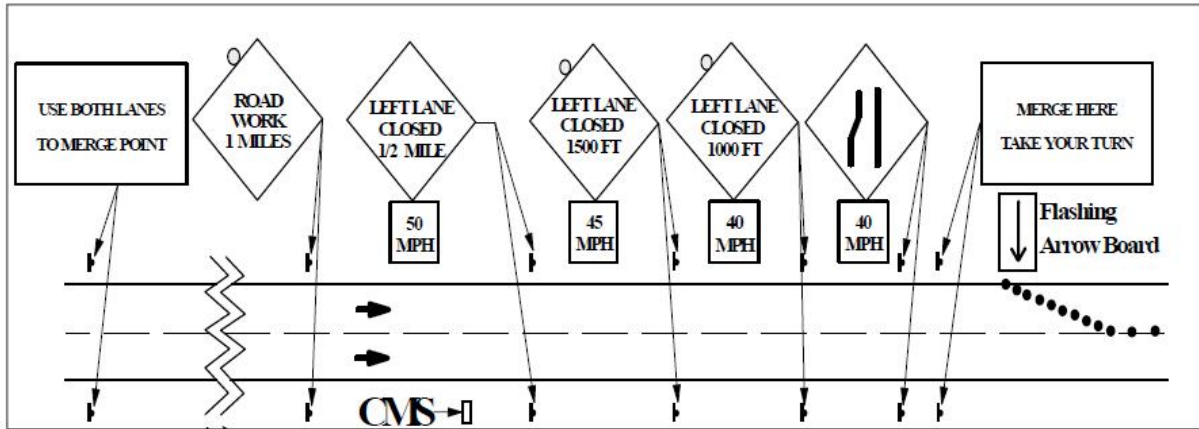 USE BOTH LANES
TO MERGE POINT
ROAD
WORK
1 MILES
LEFT LANE
CLOSED
1/2 MILE
50
MPH
LEFT LANE
CLOSED
1500 FT
45
MPH
LEFT LANE
CLOSED
1000 FT
40
MPH
40
MPH
MERGE HERE
TAKE YOUR TURN
Flashing
Arrow Board
CMS